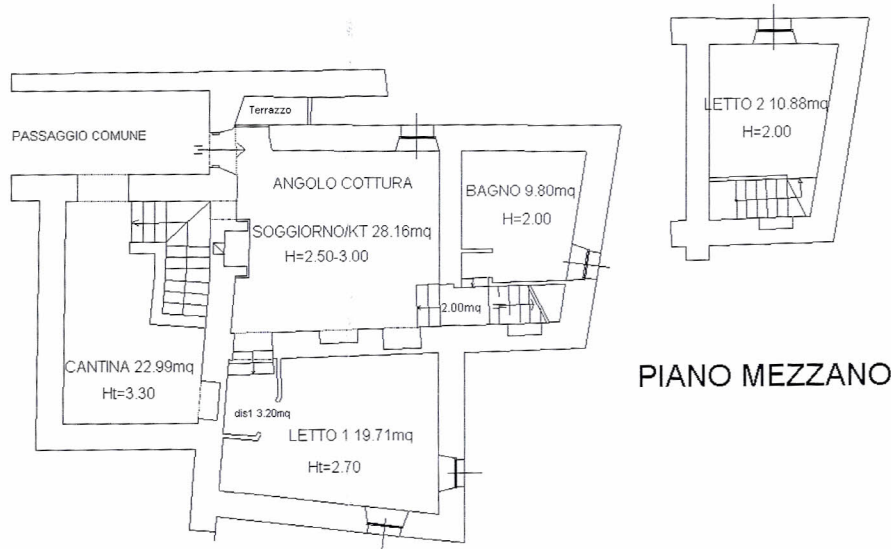 Terrazzo
PASSAGGIO COMUNE
ANGOLO COTTURA
SOGGIORNO/KT 28.16mq
H=2.50-3.00
BAGNO 9.80mq
H=2.00
2.00mq
CANTINA 22.99mq
Ht=3.30
dis1 3.20mq
LETTO 1 19.71mq
Ht=2.70
LETTO 2 10.88mq
H=2.00
PIANO MEZZANO